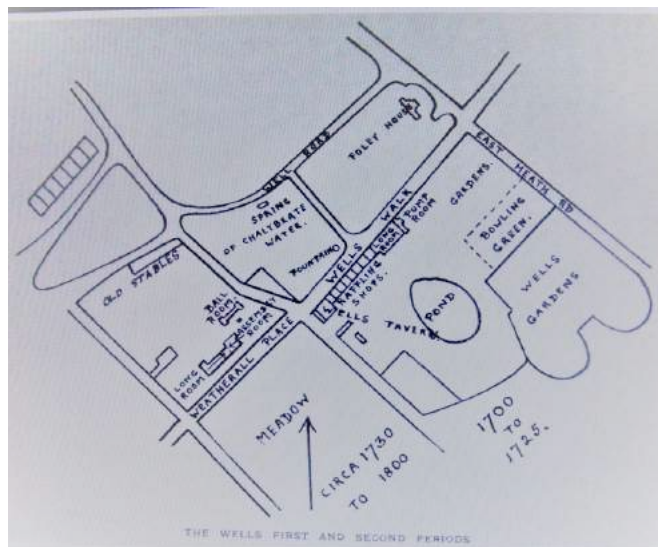 WELL ROAD
FOLEY HOUSE
EAST HEATH RD
SPRING
OF CHALYBEATE
WATER.
FOUNTAIN
WELLS WALK
PUMP
ROOM
LONG
ROOM
GARDENS.
BOWLING
GREEN.
WELLS
GARDENS
OLD STABLES
BALL
ROOM.
ASSEMBLY
ROOM
& RAFFLING
SHOPS.
POND
WELLS TAVERN.
LONG
ROOM
WEATHERALL PLACE
MEADOW
CIRCA 1730
TO 1800
1700
TO
1725.
THE WELLS FIRST AND SECOND PERIODS